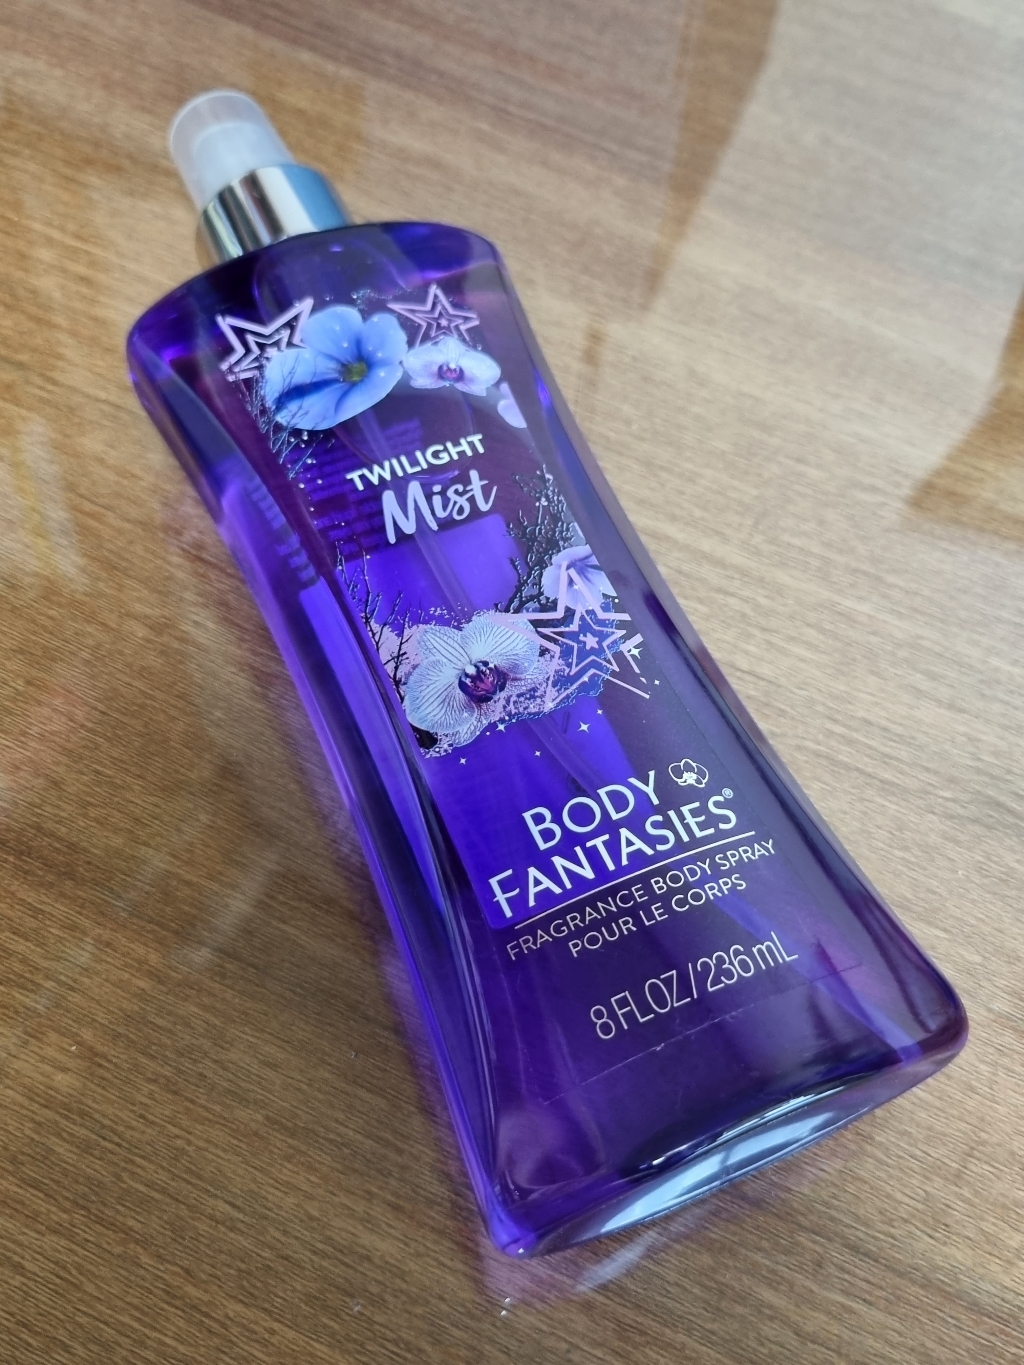 TWILIGHT
Mist
BODY
FANTASIES®
FRAGRANCE BODY SPRAY
POUR LE CORPS
8 FL OZ/236 mL